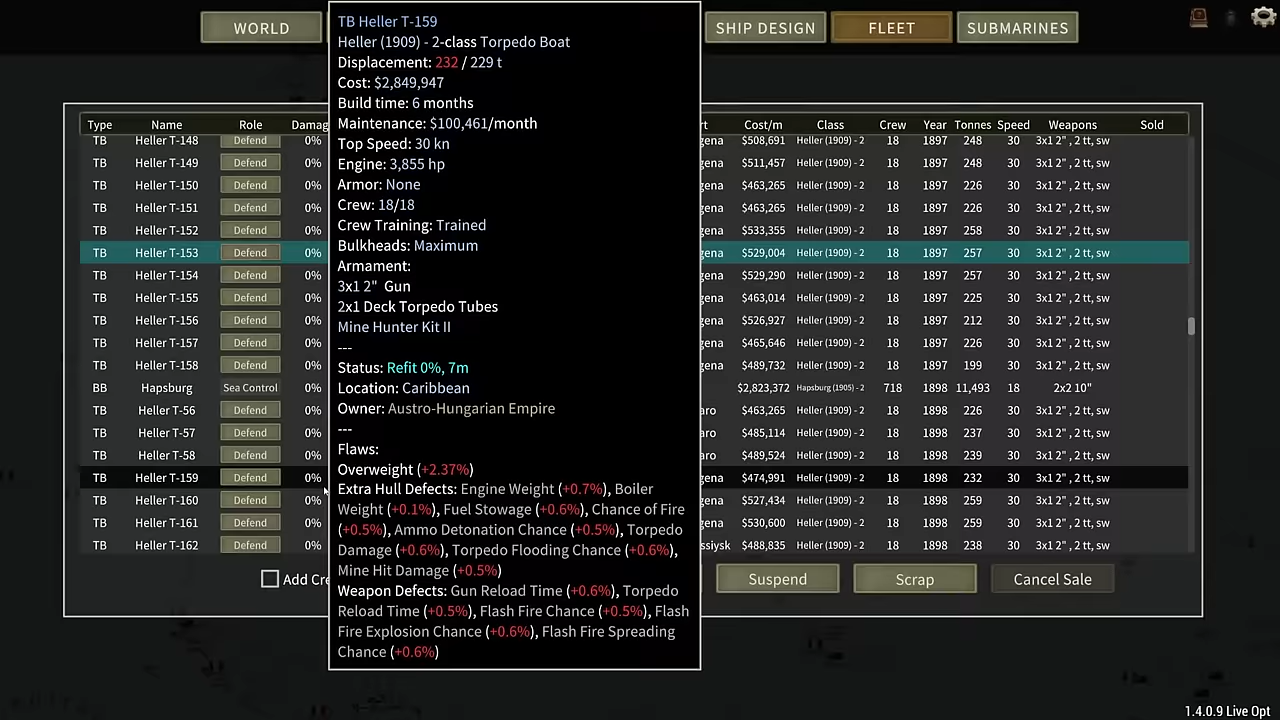 WORLD
SHIP DESIGN
FLEET
SUBMARINES
TB Heller T-159
Heller (1909) - 2-class Torpedo Boat
Displacement: 232 / 229 t
Cost: $2,849,947
Build time: 6 months
Maintenance: $100,461/month
Top Speed: 30 kn
Engine: 3,855 hp
Armor: None
Crew: 18/18
Crew Training: Trained
Bulkheads: Maximum
Armament:
3x1 2" Gun
2x1 Deck Torpedo Tubes
Mine Hunter Kit II
---
Status: Refit 0%, 7m
Location: Caribbean
Owner: Austro-Hungarian Empire
---
Flaws:
Overweight (+2.37%)
Extra Hull Defects: Engine Weight (+0.7%), Boiler
Weight (+0.1%), Fuel Stowage (+0.6%), Chance of Fire
(+0.5%), Ammo Detonation Chance (+0.5%), Torpedo
Damage (+0.6%), Torpedo Flooding Chance (+0.6%),
Mine Hit Damage (+0.5%)
Weapon Defects: Gun Reload Time (+0.6%), Torpedo
Reload Time (+0.5%), Flash Fire Chance (+0.5%), Flash
Fire Explosion Chance (+0.6%), Flash Fire Spreading
Chance (+0.6%)
Type Name Role Damag rt Cost/m Class Crew Year Tonnes Speed Weapons Sold
TB Heller T-148 Defend 0% gena $508,691 Heller (1909) - 2 18 1897 248 30 3x1 2" , 2 tt, sw
TB Heller T-149 Defend 0% gena $511,457 Heller (1909) - 2 18 1897 248 30 3x1 2" , 2 tt, sw
TB Heller T-150 Defend 0% gena $463,265 Heller (1909) - 2 18 1897 226 30 3x1 2" , 2 tt, sw
TB Heller T-151 Defend 0% gena $463,265 Heller (1909) - 2 18 1897 226 30 3x1 2" , 2 tt, sw
TB Heller T-152 Defend 0% gena $533,355 Heller (1909) - 2 18 1897 258 30 3x1 2" , 2 tt, sw
TB Heller T-153 Defend 0% gena $529,004 Heller (1909) - 2 18 1897 257 30 3x1 2" , 2 tt, sw
TB Heller T-154 Defend 0% gena $529,290 Heller (1909) - 2 18 1897 257 30 3x1 2" , 2 tt, sw
TB Heller T-155 Defend 0% gena $463,014 Heller (1909) - 2 18 1897 225 30 3x1 2" , 2 tt, sw
TB Heller T-156 Defend 0% gena $526,927 Heller (1909) - 2 18 1897 212 30 3x1 2" , 2 tt, sw
TB Heller T-157 Defend 0% gena $465,646 Heller (1909) - 2 18 1897 226 30 3x1 2" , 2 tt, sw
TB Heller T-158 Defend 0% gena $489,732 Heller (1909) - 2 18 1897 199 30 3x1 2" , 2 tt, sw
BB Hapsburg Sea Control 0% $2,823,372 Hapsburg (1905) - 2 718 1898 11,493 18 2x2 10"
TB Heller T-56 Defend 0% aro $463,265 Heller (1909) - 2 18 1898 226 30 3x1 2" , 2 tt, sw
TB Heller T-57 Defend 0% aro $485,114 Heller (1909) - 2 18 1898 237 30 3x1 2" , 2 tt, sw
TB Heller T-58 Defend 0% aro $489,524 Heller (1909) - 2 18 1898 239 30 3x1 2" , 2 tt, sw
TB Heller T-159 Defend 0% gena $474,991 Heller (1909) - 2 18 1898 232 30 3x1 2" , 2 tt, sw
TB Heller T-160 Defend 0% gena $527,434 Heller (1909) - 2 18 1898 259 30 3x1 2" , 2 tt, sw
TB Heller T-161 Defend 0% gena $530,600 Heller (1909) - 2 18 1898 259 30 3x1 2" , 2 tt, sw
TB Heller T-162 Defend 0% ssiysk $488,835 Heller (1909) - 2 18 1898 238 30 3x1 2" , 2 tt, sw
Add Cre Suspend Scrap Cancel Sale
1.4.0.9 Live Opt